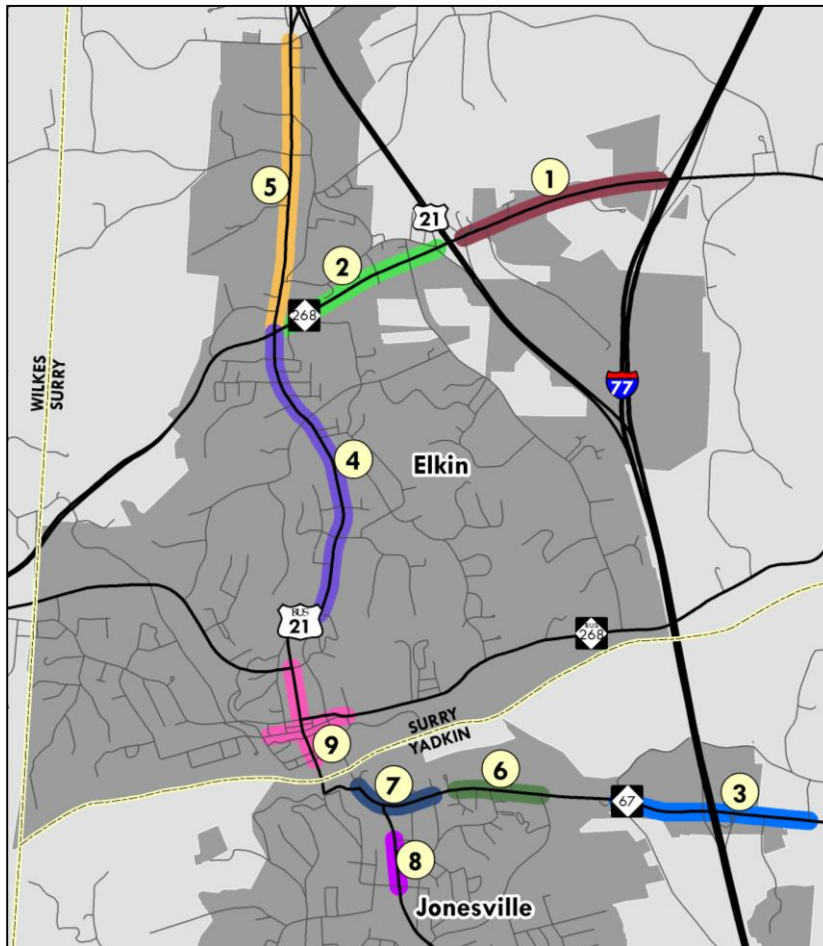 5
1
21
2
268
WILKES
SURRY
77
4
Elkin
BUS
21
BUS
268
SURRY
YADKIN
9
7
6
67
3
8
Jonesville